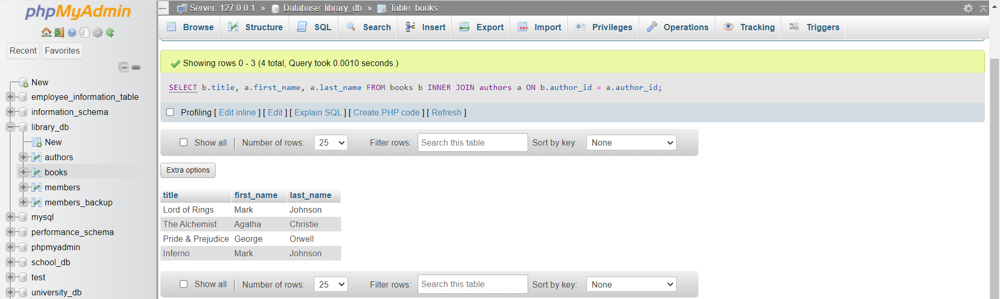 phpMyAdmin
Recent Favorites
New
employee_information_table
information_schema
library_db
New
authors
books
members
members_backup
mysql
performance_schema
phpmyadmin
school_db
test
university_db
Server: 127.0.0.1 » Database: library_db » Table: books
Browse Structure SQL Search Insert Export Import Privileges Operations Tracking Triggers
Showing rows 0 - 3 (4 total, Query took 0.0010 seconds.)
SELECT b.title, a.first_name, a.last_name FROM books b INNER JOIN authors a ON b.author_id = a.author_id;
Profiling [ Edit inline ] [ Edit ] [ Explain SQL ] [ Create PHP code ] [ Refresh ]
Show all | Number of rows: 25 Filter rows: Search this table Sort by key: None
Extra options
title first_name last_name
Lord of Rings Mark Johnson
The Alchemist Agatha Christie
Pride & Prejudice George Orwell
Inferno Mark Johnson
Show all | Number of rows: 25 Filter rows: Search this table Sort by key: None